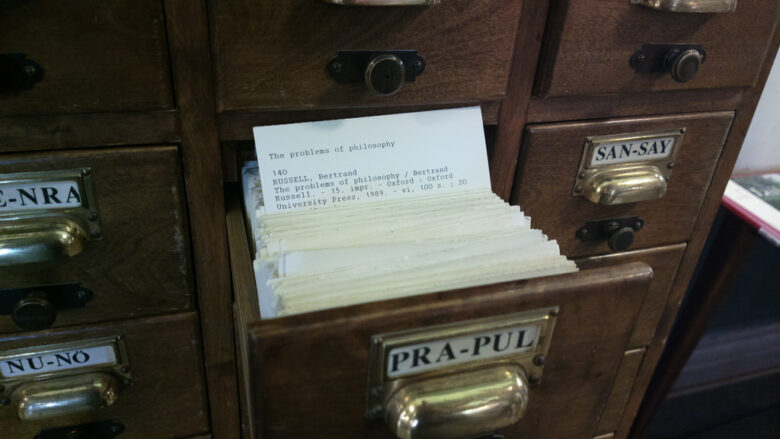 The problems of philosophy
140
RUSSELL, Bertrand
The problems of philosophy / Bertrand
Russell. - 15. impr. - Oxford : Oxford
University Press, 1989. - vi, 100 s. ; 20
SAN-SAY
E-NRA
PRA-PUL
NU-NÖ